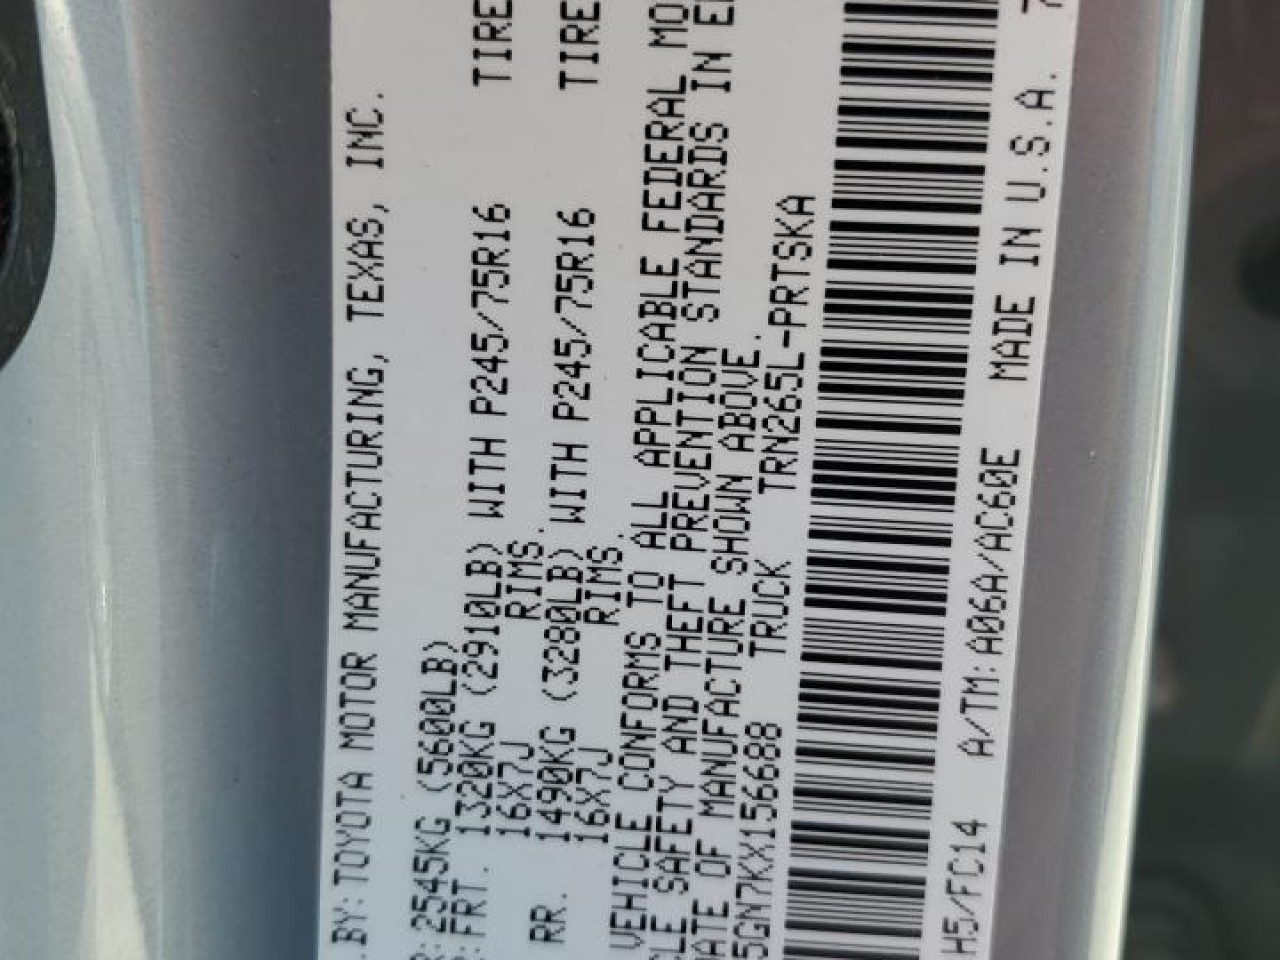 . BY: TOYOTA MOTOR MANUFACTURING, TEXAS, INC.
R: 2545KG (5600LB)
: FRT. 1320KG (2910LB) WITH P245/75R16 TIRE
16X7J RIMS.
RR. 1490KG (3280LB) WITH P245/75R16 TIRE
16X7J RIMS.
VEHICLE CONFORMS TO ALL APPLICABLE FEDERAL MO
CLE SAFETY AND THEFT PREVENTION STANDARDS IN E
ATE OF MANUFACTURE SHOWN ABOVE.
5GN7KX156688 TRUCK TRN265L-PRTSKA
H5/FC14 A/TM: A06A/AC60E MADE IN U.S.A. 7